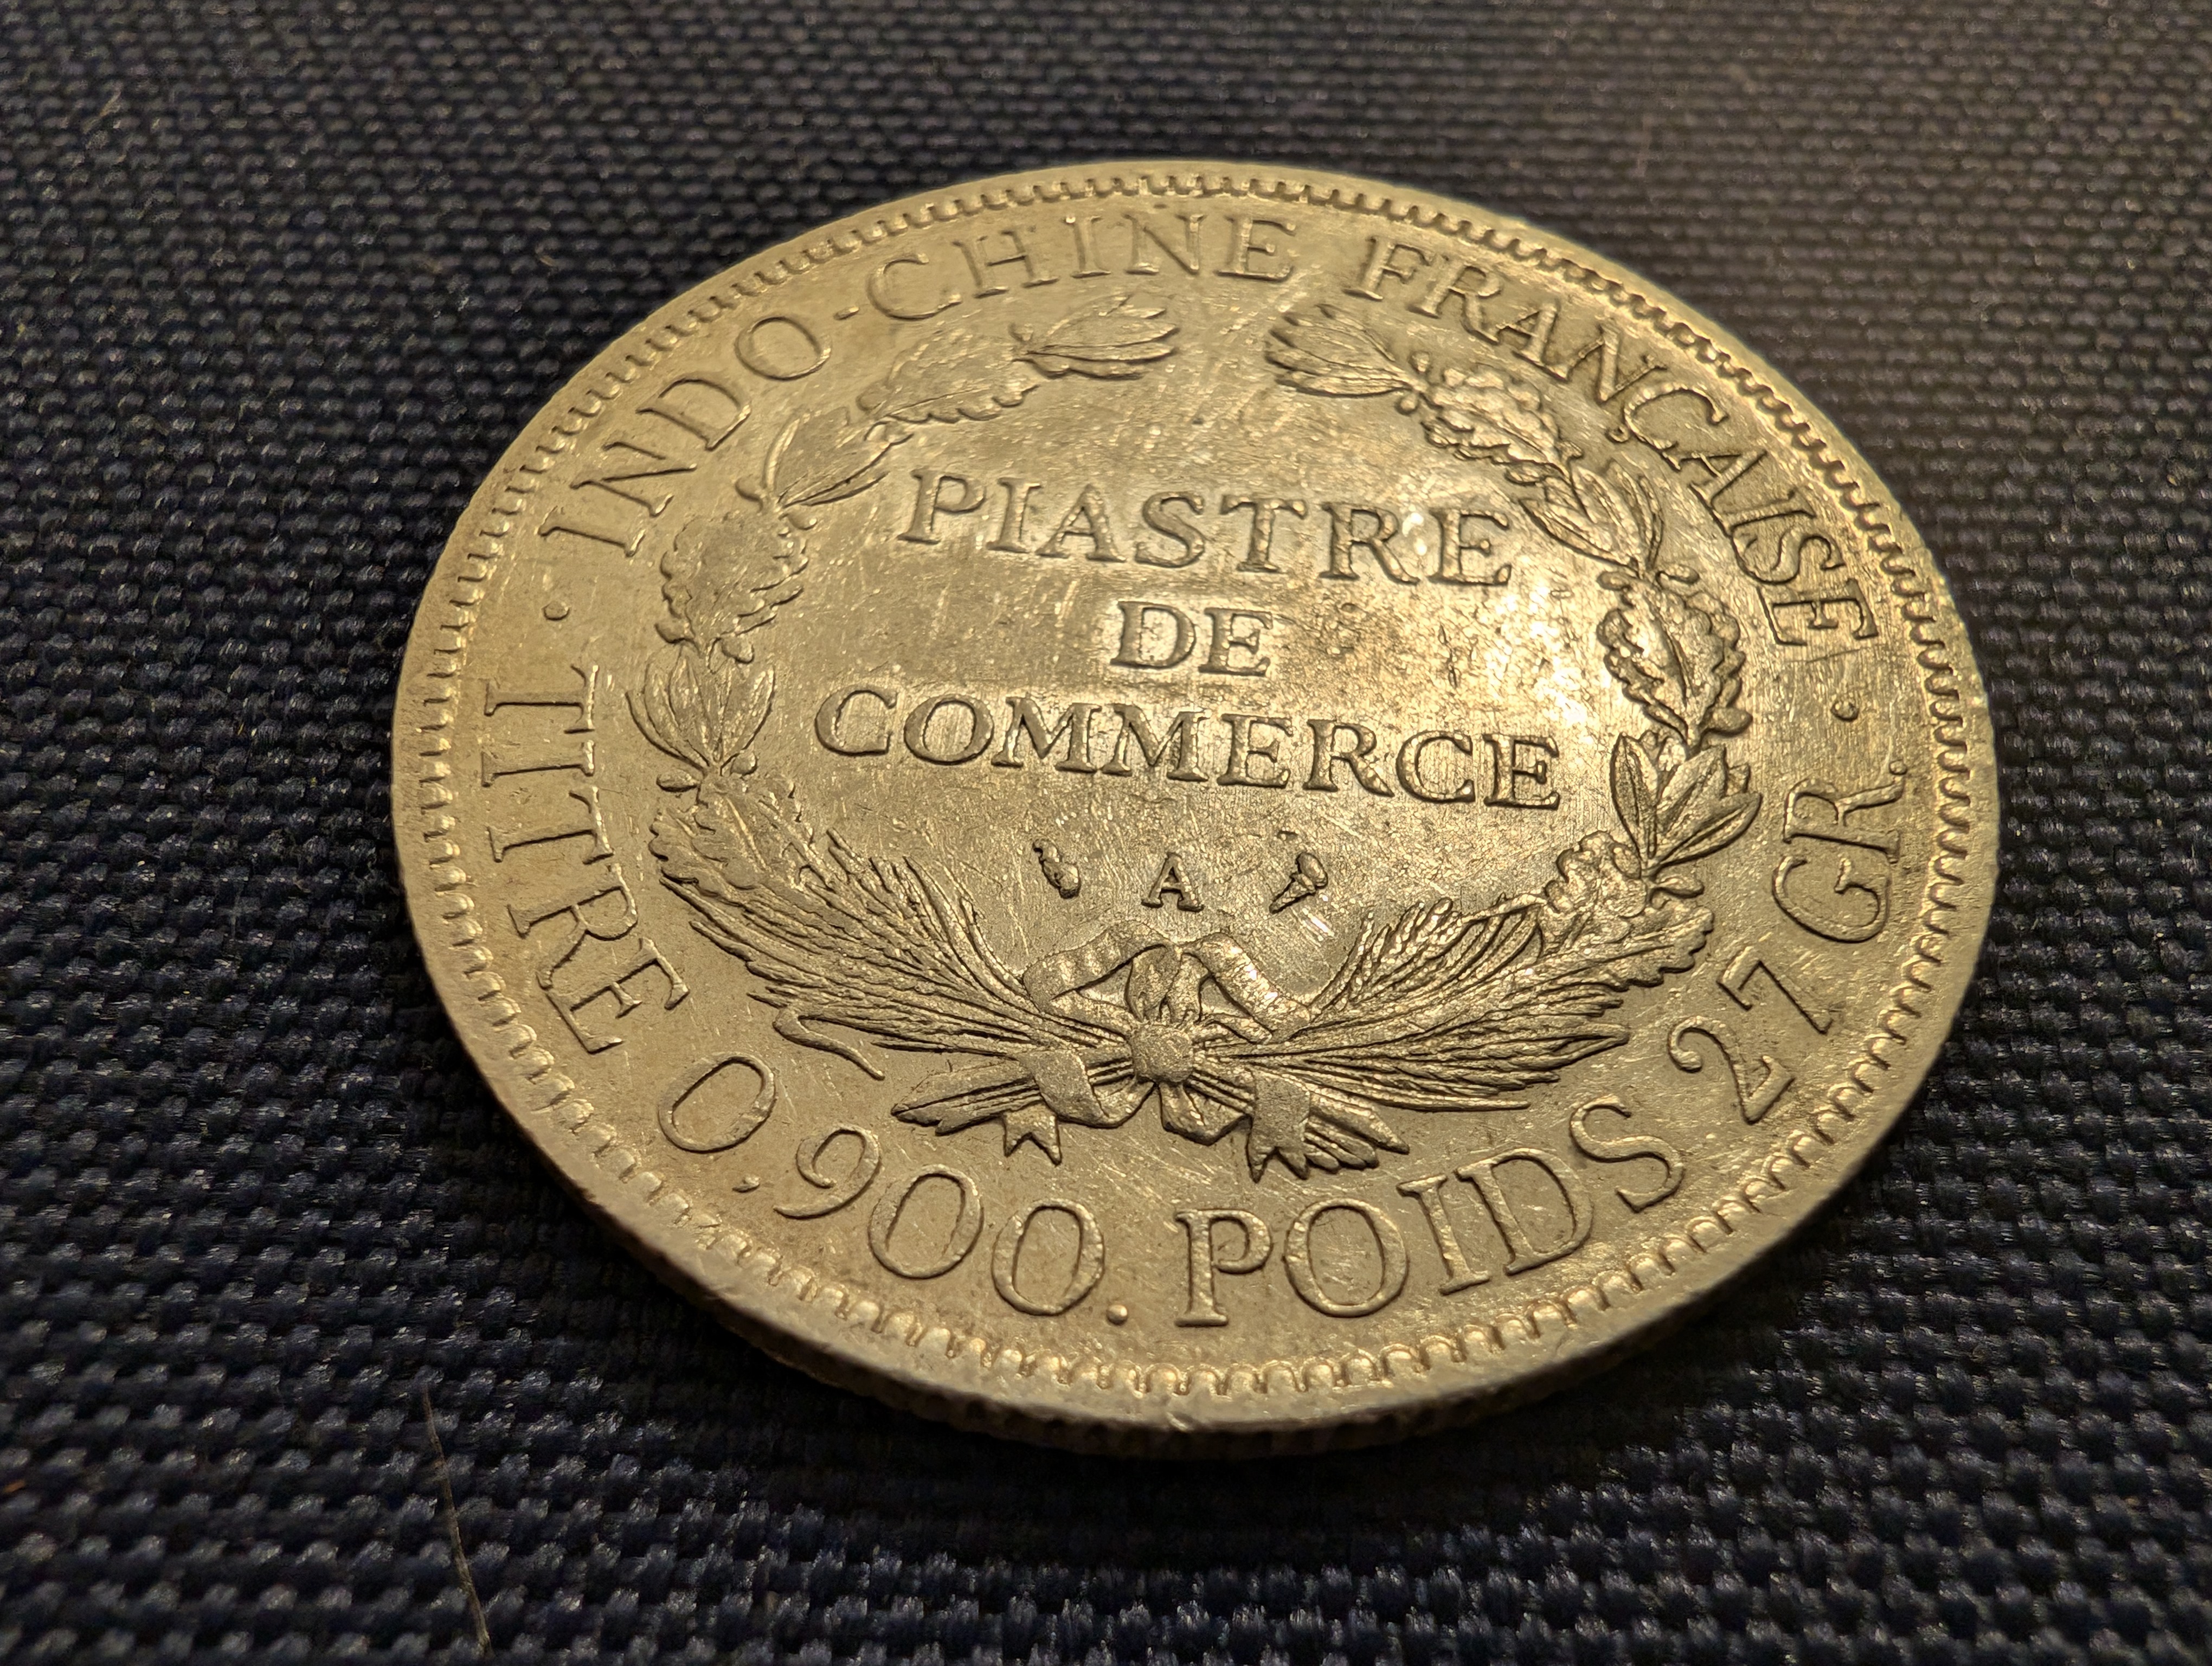 INDO-CHINE FRANÇAISE
PIASTRE
DE
COMMERCE
A
TITRE 0,900. POIDS 27 GR.